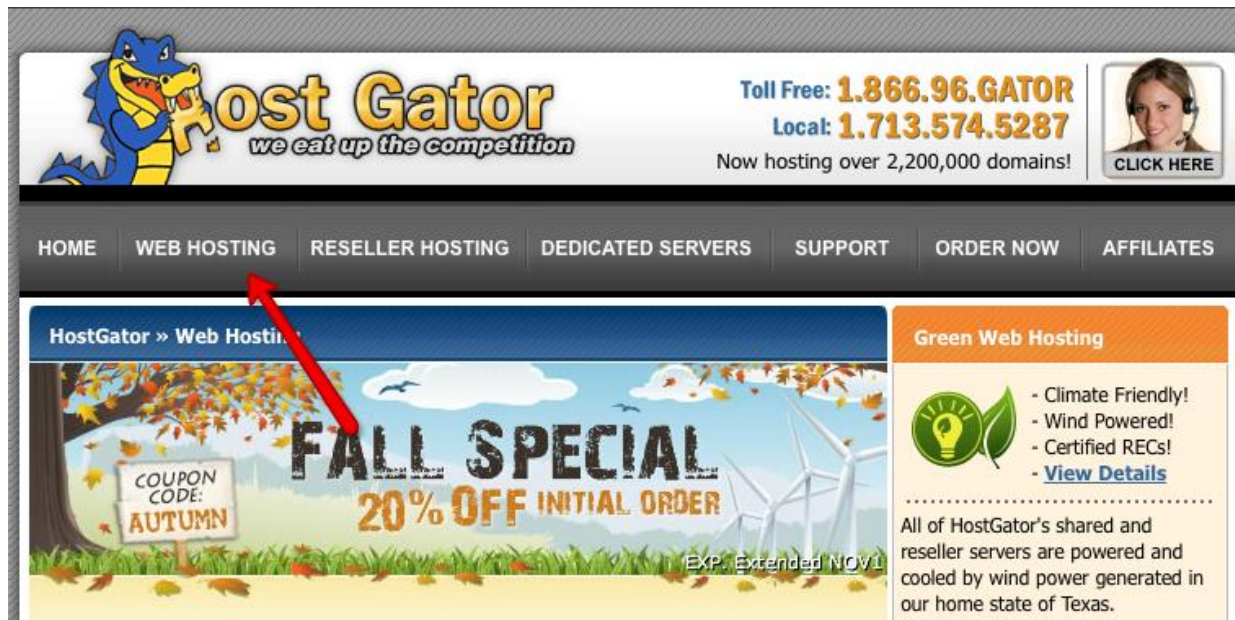 Host Gator
we eat up the competition
Toll Free: 1.866.96.GATOR
Local: 1.713.574.5287
Now hosting over 2,200,000 domains!
CLICK HERE
HOME WEB HOSTING RESELLER HOSTING DEDICATED SERVERS SUPPORT ORDER NOW AFFILIATES
HostGator » Web Hosting
FALL SPECIAL
20% OFF INITIAL ORDER
COUPON
CODE:
AUTUMN
EXP. Extended NOV1
Green Web Hosting
- Climate Friendly!
- Wind Powered!
- Certified RECs!
- View Details
All of HostGator's shared and
reseller servers are powered and
cooled by wind power generated in
our home state of Texas.